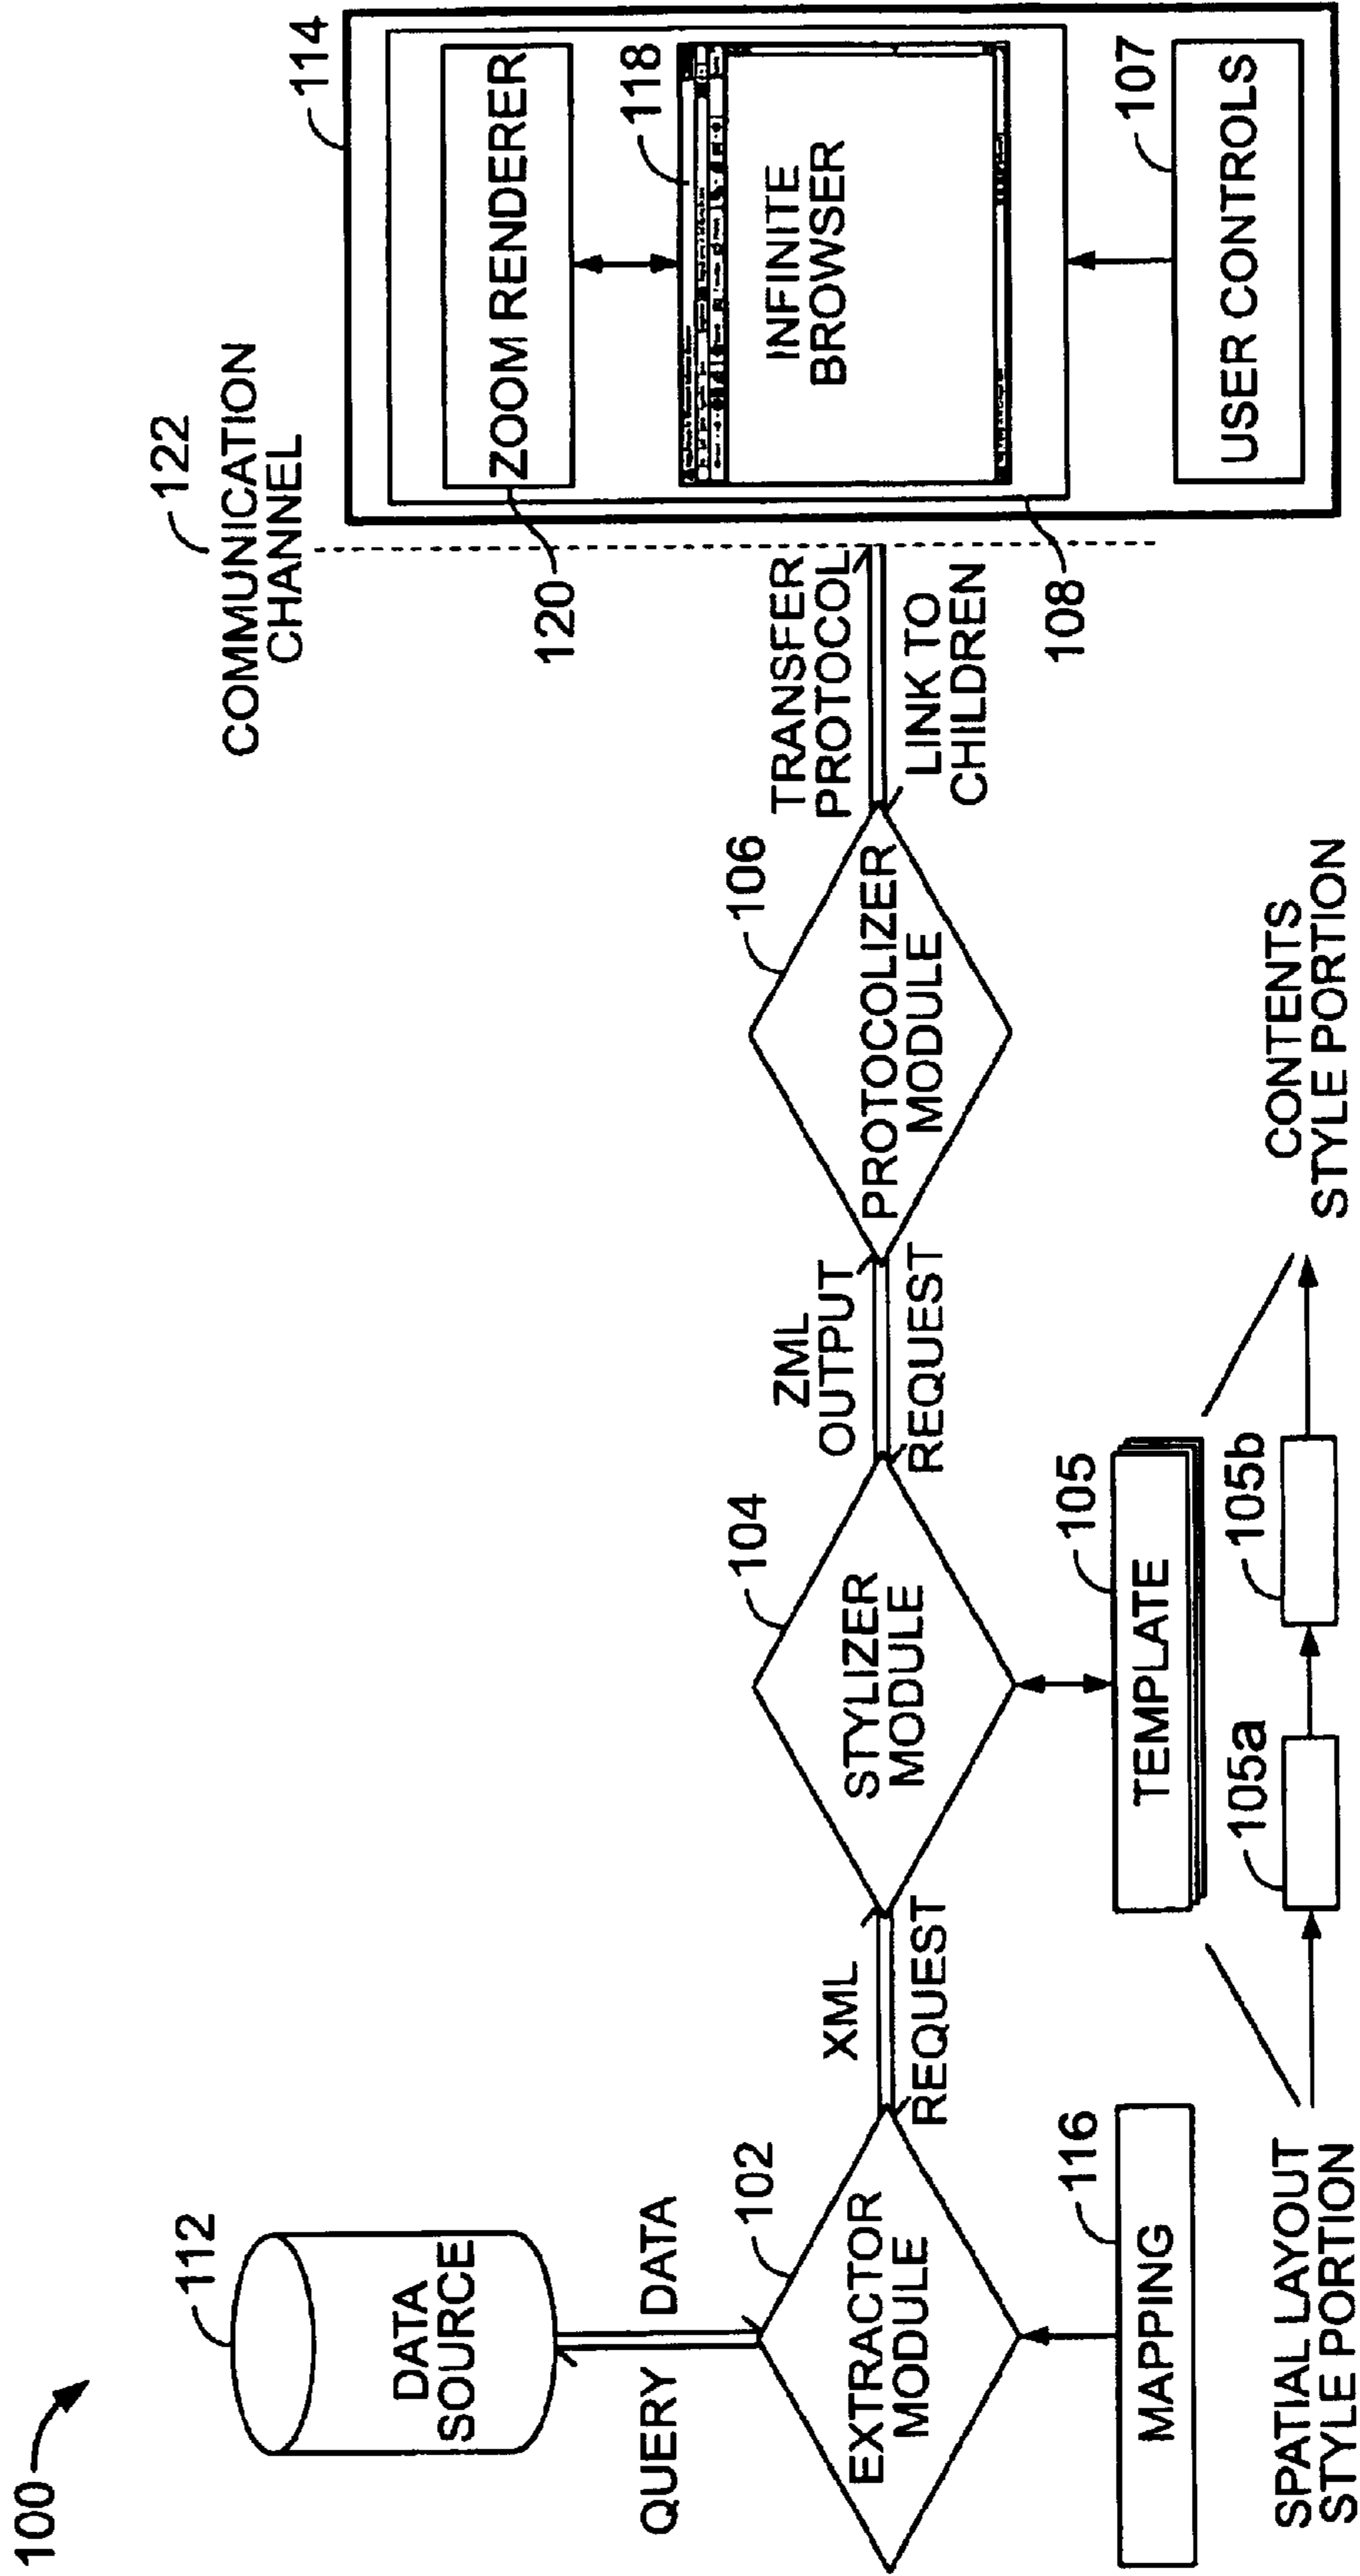 100
112
DATA
SOURCE
QUERY
DATA
102
EXTRACTOR
MODULE
116
MAPPING
XML
REQUEST
104
STYLIZER
MODULE
105
TEMPLATE
SPATIAL LAYOUT
STYLE PORTION
105a
105b
CONTENTS
STYLE PORTION
ZML
OUTPUT
REQUEST
106
PROTOCOLIZER
MODULE
TRANSFER
PROTOCOL
LINK TO
CHILDREN
122
COMMUNICATION
CHANNEL
114
ZOOM RENDERER
120
118
INFINITE
BROWSER
108
107
USER CONTROLS